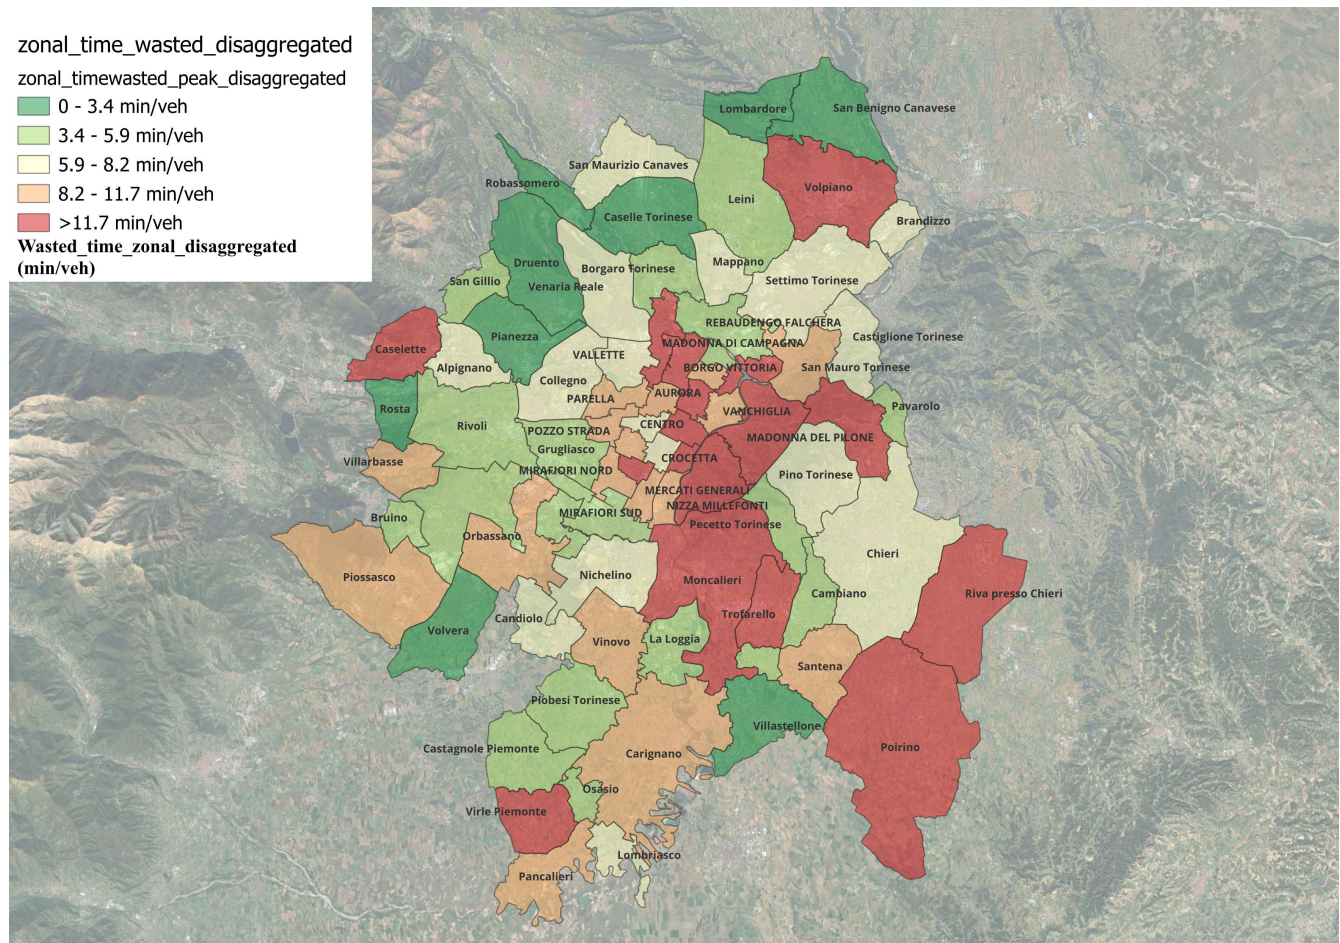 zonal_time_wasted_disaggregated
zonal_timewasted_peak_disaggregated
0 - 3.4 min/veh
3.4 - 5.9 min/veh
5.9 - 8.2 min/veh
8.2 - 11.7 min/veh
>11.7 min/veh
Wasted_time_zonal_disaggregated
(min/veh)
Lombardore
San Benigno Canavese
San Maurizio Canaves
Robassomero
Volpiano
Leini
Caselle Torinese
Brandizzo
Druento
Borgaro Torinese
Mappano
San Gillio
Venaria Reale
Settimo Torinese
REBAUDENGO FALCHERA
Pianezza
Castiglione Torinese
MADONNA DI CAMPAGNA
Caselette
VALLETTE
Alpignano
BORGO VITTORIA
San Mauro Torinese
Collegno
PARELLA
AURORA
Rosta
Pavarolo
VANCHIGLIA
Rivoli
POZZO STRADA
CENTRO
MADONNA DEL PILONE
Grugliasco
Villarbasse
CROCETTA
MIRAFIORI NORD
Pino Torinese
MERCATI GENERALI
NIZZA MILLEFONTI
Bruino
MIRAFIORI SUD
Pecetto Torinese
Orbassano
Chieri
Piossasco
Nichelino
Moncalieri
Cambiano
Riva presso Chieri
Candiolo
Trofarello
Volvera
Vinovo
La Loggia
Santena
Piobesi Torinese
Villastellone
Castagnole Piemonte
Carignano
Poirino
Osasio
Virle Piemonte
Lombriasco
Pancalieri